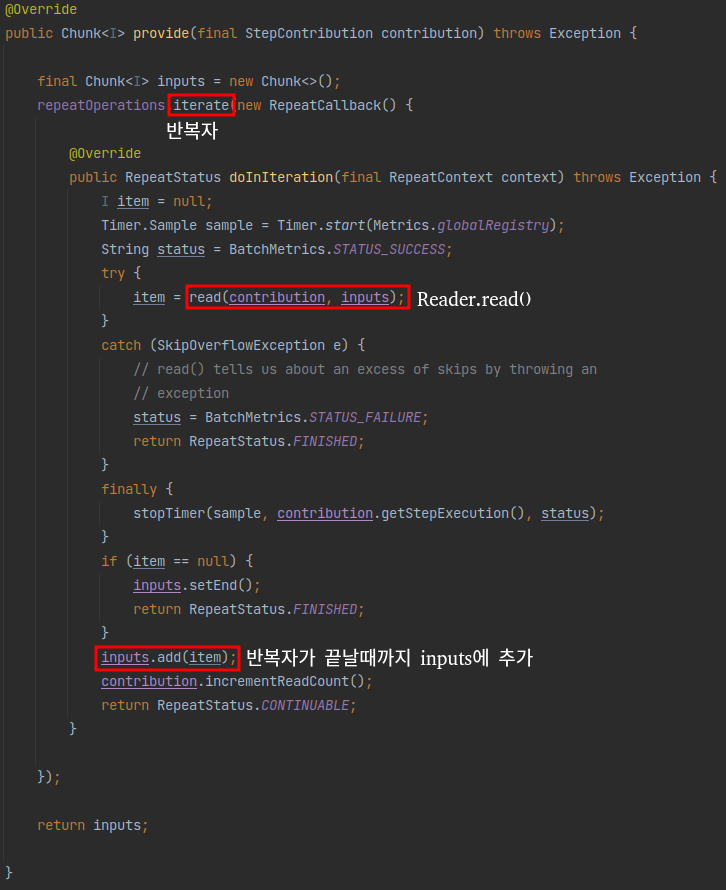 @Override
public Chunk<I> provide(final StepContribution contribution) throws Exception {
final Chunk<I> inputs = new Chunk<>();
repeatOperations.iterate(new RepeatCallback() {
반복자
@Override
public RepeatStatus doInIteration(final RepeatContext context) throws Exception {
I item = null;
Timer.Sample sample = Timer.start(Metrics.globalRegistry);
String status = BatchMetrics.STATUS_SUCCESS;
try {
item = read(contribution, inputs); Reader.read()
}
catch (SkipOverflowException e) {
// read() tells us about an excess of skips by throwing an
// exception
status = BatchMetrics.STATUS_FAILURE;
return RepeatStatus.FINISHED;
}
finally {
stopTimer(sample, contribution.getStepExecution(), status);
}
if (item == null) {
inputs.setEnd();
return RepeatStatus.FINISHED;
}
inputs.add(item); 반복자가 끝날때까지 inputs에 추가
contribution.incrementReadCount();
return RepeatStatus.CONTINUABLE;
}
});
return inputs;
}